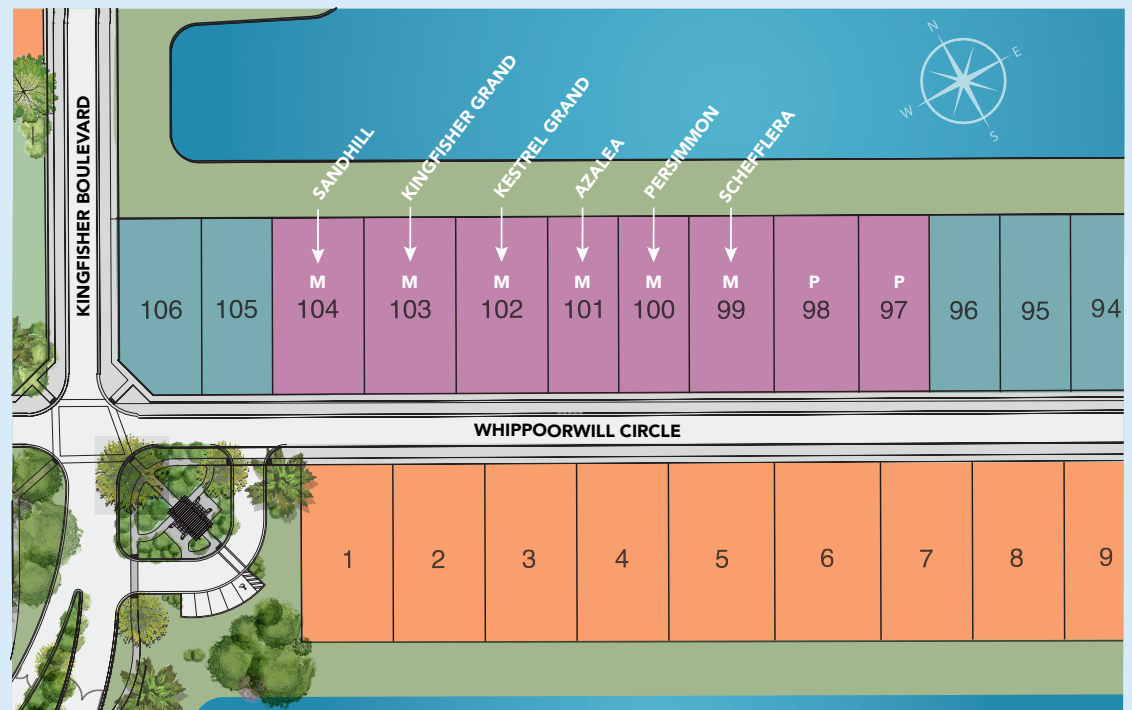 N
E
W
S
KINGFISHER BOULEVARD
SANDHILL
KINGFISHER GRAND
KESTREL GRAND
AZALEA
PERSIMMON
SCHEFFLERA
M
M
M
M
M
M
P
P
106
105
104
103
102
101
100
99
98
97
96
95
94
WHIPPOORWILL CIRCLE
1
2
3
4
5
6
7
8
9